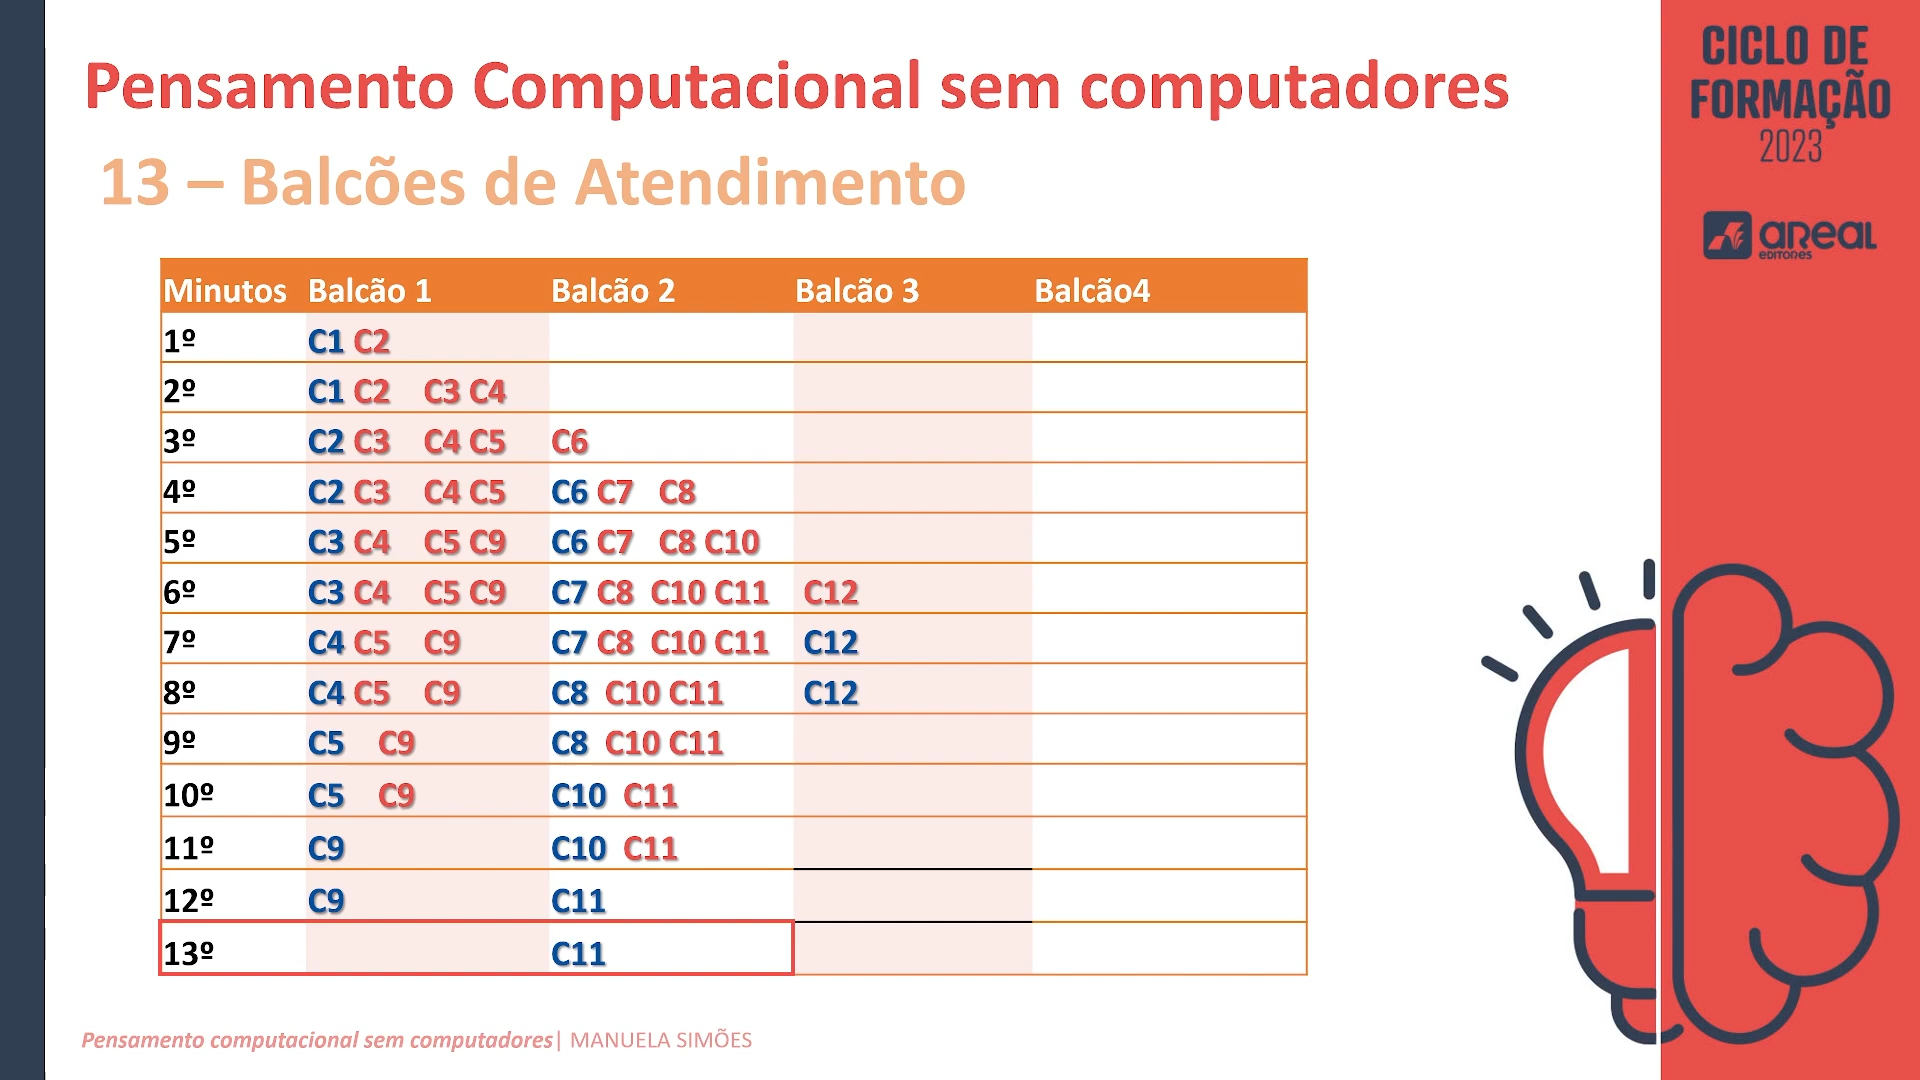 Pensamento Computacional sem computadores
13 – Balcões de Atendimento
Minutos Balcão 1 Balcão 2 Balcão 3 Balcão4
1º C1 C2
2º C1 C2 C3 C4
3º C2 C3 C4 C5 C6
4º C2 C3 C4 C5 C6 C7 C8
5º C3 C4 C5 C9 C6 C7 C8 C10
6º C3 C4 C5 C9 C7 C8 C10 C11 C12
7º C4 C5 C9 C7 C8 C10 C11 C12
8º C4 C5 C9 C8 C10 C11 C12
9º C5 C9 C8 C10 C11
10º C5 C9 C10 C11
11º C9 C10 C11
12º C9 C11
13º C11
Pensamento computacional sem computadores| MANUELA SIMÕES
CICLO DE
FORMAÇÃO
2023
aReaL
EDITORES